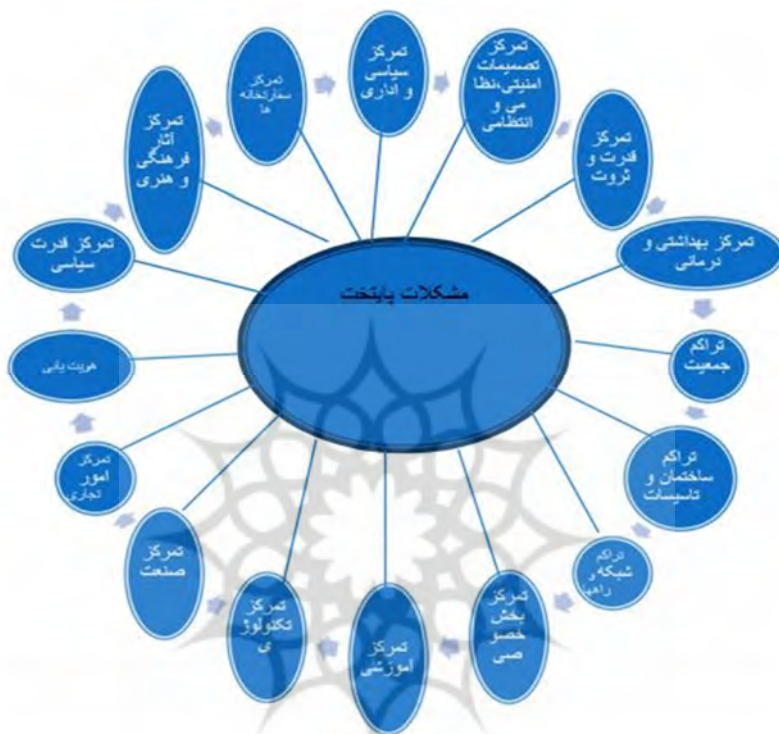 مشکلات پایتخت
تمرکز
سیاسی
و اداری
تمرکز
تصمیمات
امنیتی،نظا
می و
انتظامی
تمرکز
قدرت و
ثروت
تمرکز بهداشتی و
درمانی
تراکم
جمعیت
تراکم
ساختمان و
تاسیسات
تراکم
شبکه و
راهها
تمرکز
بخش
خصو
صی
تمرکز
آموزشی
تمرکز
تکنولوژ
ی
تمرکز
صنعت
تمرکز
امور
تجاری
هویت یابی
تمرکز قدرت
سیاسی
تمرکز
آثار
فرهنگی
و هنری
تمرکز
سفارتخانه
ها